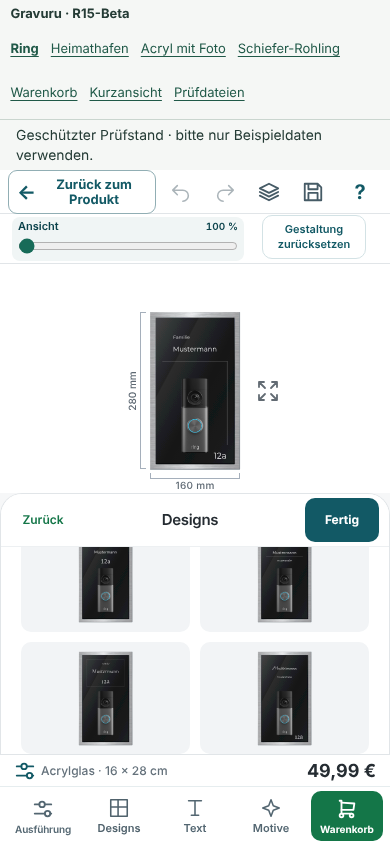 Gravuru · R15-Beta
Ring Heimathafen Acryl mit Foto Schiefer-Rohling
Warenkorb Kurzansicht Prüfdateien
Geschützter Prüfstand · bitte nur Beispieldaten
verwenden.
Zurück zum
Produkt
?
Ansicht 100 %
Gestaltung
zurücksetzen
Familie
Mustermann
280 mm
ring
12a
160 mm
Zurück Designs Fertig
Mustermann
12a
Mustermann
12a
Mustermann
12a
Acrylglas · 16 × 28 cm 49,99 €
Ausführung Designs Text Motive Warenkorb